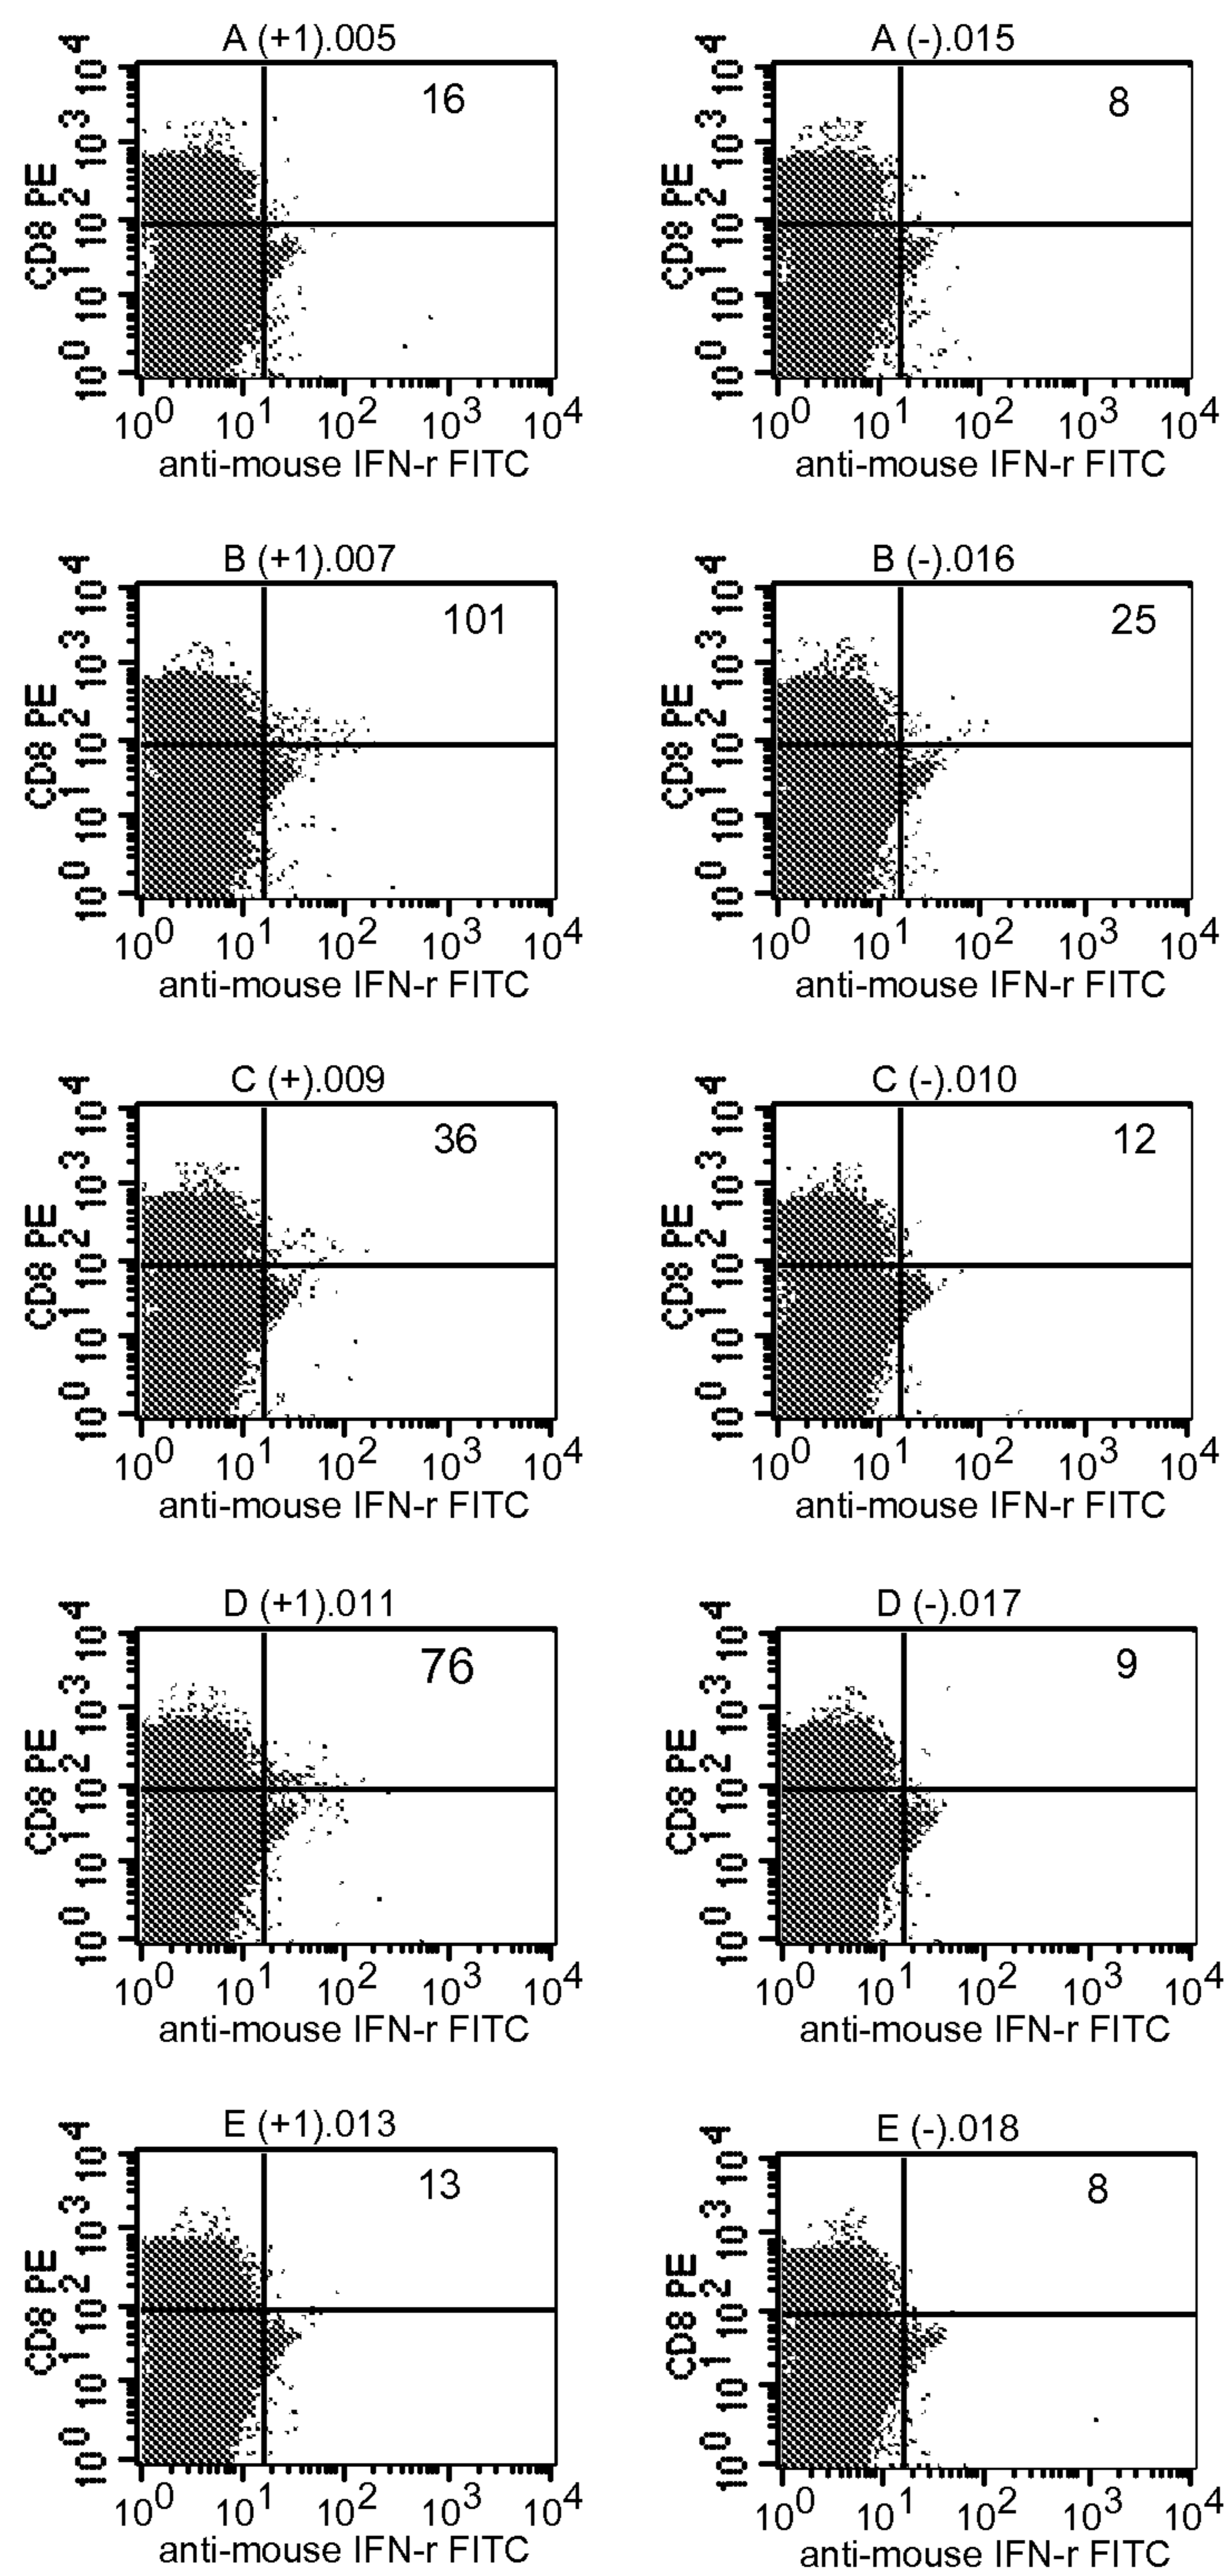 A (+1).005
16
CD8 PE
10^0 10^1 10^2 10^3 10^4
10^0 10^1 10^2 10^3 10^4
anti-mouse IFN-r FITC
A (-).015
8
CD8 PE
10^0 10^1 10^2 10^3 10^4
10^0 10^1 10^2 10^3 10^4
anti-mouse IFN-r FITC
B (+1).007
101
CD8 PE
10^0 10^1 10^2 10^3 10^4
10^0 10^1 10^2 10^3 10^4
anti-mouse IFN-r FITC
B (-).016
25
CD8 PE
10^0 10^1 10^2 10^3 10^4
10^0 10^1 10^2 10^3 10^4
anti-mouse IFN-r FITC
C (+).009
36
CD8 PE
10^0 10^1 10^2 10^3 10^4
10^0 10^1 10^2 10^3 10^4
anti-mouse IFN-r FITC
C (-).010
12
CD8 PE
10^0 10^1 10^2 10^3 10^4
10^0 10^1 10^2 10^3 10^4
anti-mouse IFN-r FITC
D (+1).011
76
CD8 PE
10^0 10^1 10^2 10^3 10^4
10^0 10^1 10^2 10^3 10^4
anti-mouse IFN-r FITC
D (-).017
9
CD8 PE
10^0 10^1 10^2 10^3 10^4
10^0 10^1 10^2 10^3 10^4
anti-mouse IFN-r FITC
E (+1).013
13
CD8 PE
10^0 10^1 10^2 10^3 10^4
10^0 10^1 10^2 10^3 10^4
anti-mouse IFN-r FITC
E (-).018
8
CD8 PE
10^0 10^1 10^2 10^3 10^4
10^0 10^1 10^2 10^3 10^4
anti-mouse IFN-r FITC